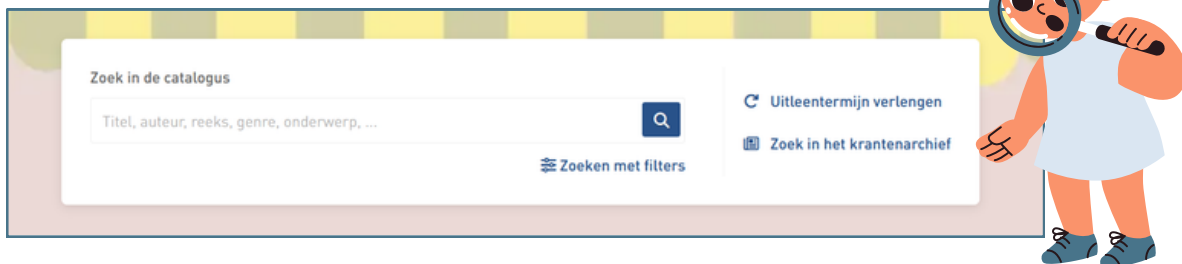 Zoek in de catalogus
Titel, auteur, reeks, genre, onderwerp, ...
Zoeken met filters
Uitleentermijn verlengen
Zoek in het krantenarchief